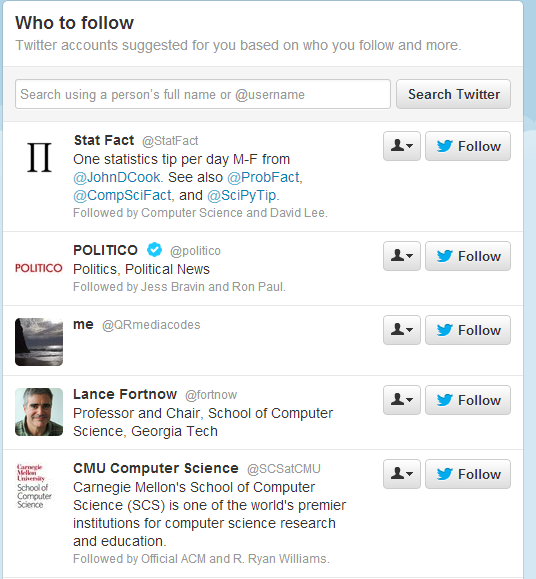 Who to follow
Twitter accounts suggested for you based on who you follow and more.
Search using a person's full name or @username
Search Twitter
∏
Stat Fact @StatFact
Follow
One statistics tip per day M-F from
@JohnDCook. See also @ProbFact,
@CompSciFact, and @SciPyTip.
Followed by Computer Science and David Lee.
POLITICO
POLITICO @politico
Follow
Politics, Political News
Followed by Jess Bravin and Ron Paul.
me @QRmediacodes
Follow
Lance Fortnow @fortnow
Follow
Professor and Chair, School of Computer
Science, Georgia Tech
Carnegie
Mellon
University
School of
Computer
Science
CMU Computer Science @SCSatCMU
Follow
Carnegie Mellon's School of Computer
Science (SCS) is one of the world's premier
institutions for computer science research
and education.
Followed by Official ACM and R. Ryan Williams.